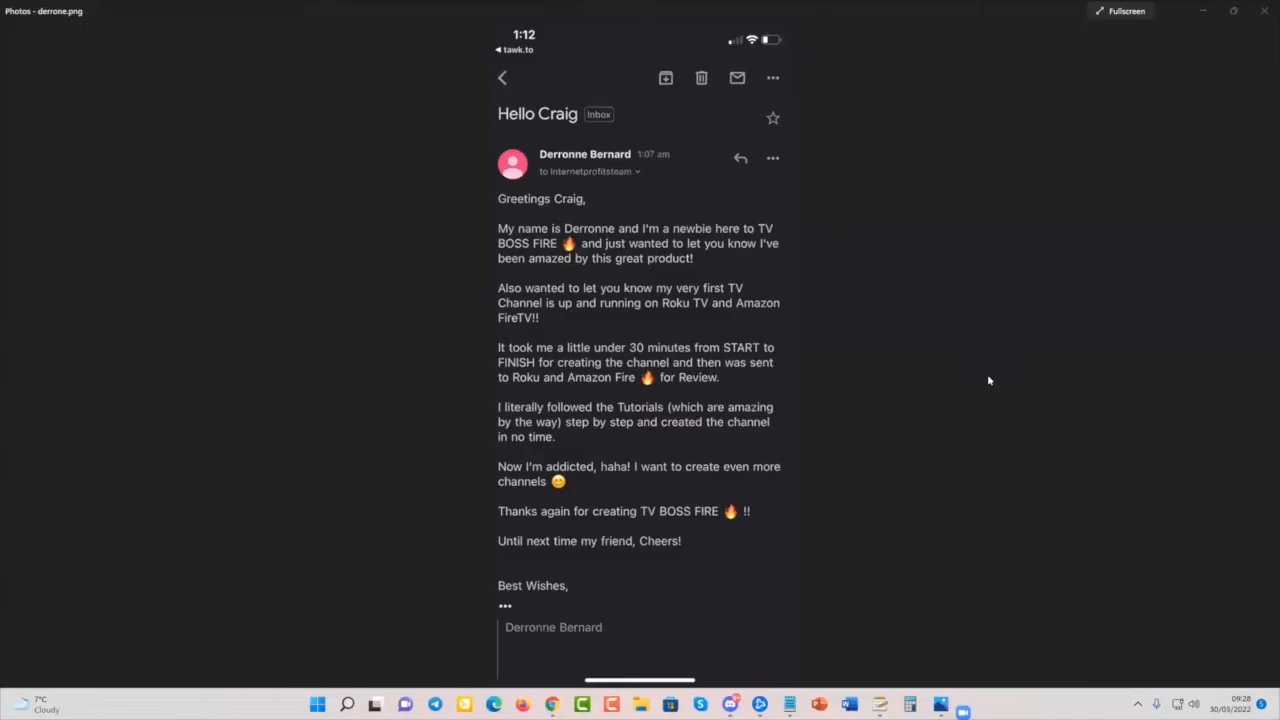 Photos - derrone.png
Fullscreen
1:12
tawk.to
Hello Craig Inbox
Derronne Bernard 1:07 am
to Internetprofitsteam
Greetings Craig,
My name is Derronne and I'm a newbie here to TV
BOSS FIRE 🔥 and just wanted to let you know I've
been amazed by this great product!
Also wanted to let you know my very first TV
Channel is up and running on Roku TV and Amazon
FireTV!!
It took me a little under 30 minutes from START to
FINISH for creating the channel and then was sent
to Roku and Amazon Fire 🔥 for Review.
I literally followed the Tutorials (which are amazing
by the way) step by step and created the channel
in no time.
Now I'm addicted, haha! I want to create even more
channels 😊
Thanks again for creating TV BOSS FIRE 🔥 !!
Until next time my friend, Cheers!
Best Wishes,
•••
Derronne Bernard
7°C
Cloudy
09:28
30/03/2022